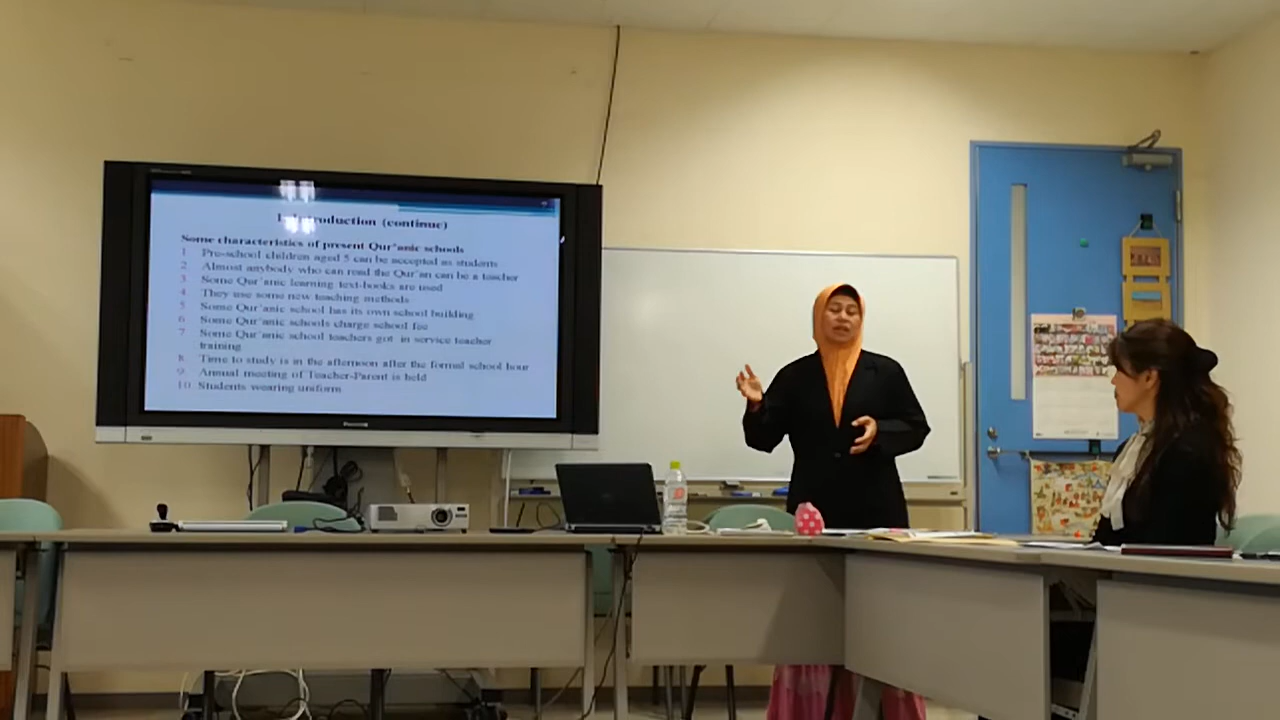 1. Introduction (continue)
Some characteristics of present Qur'anic schools
1 Pre-school children aged 5 can be accepted as students
2 Almost anybody who can read the Qur'an can be a teacher
3 Some Qur'anic learning text-books are used
4 They use some new teaching methods
5 Some Qur'anic school has its own school building
6 Some Qur'anic schools charge school fee
7 Some Qur'anic school teachers got in service teacher
training
8 Time to study is in the afternoon after the formal school hour
9 Annual meeting of Teacher-Parent is held
10 Students wearing uniform
Panasonic